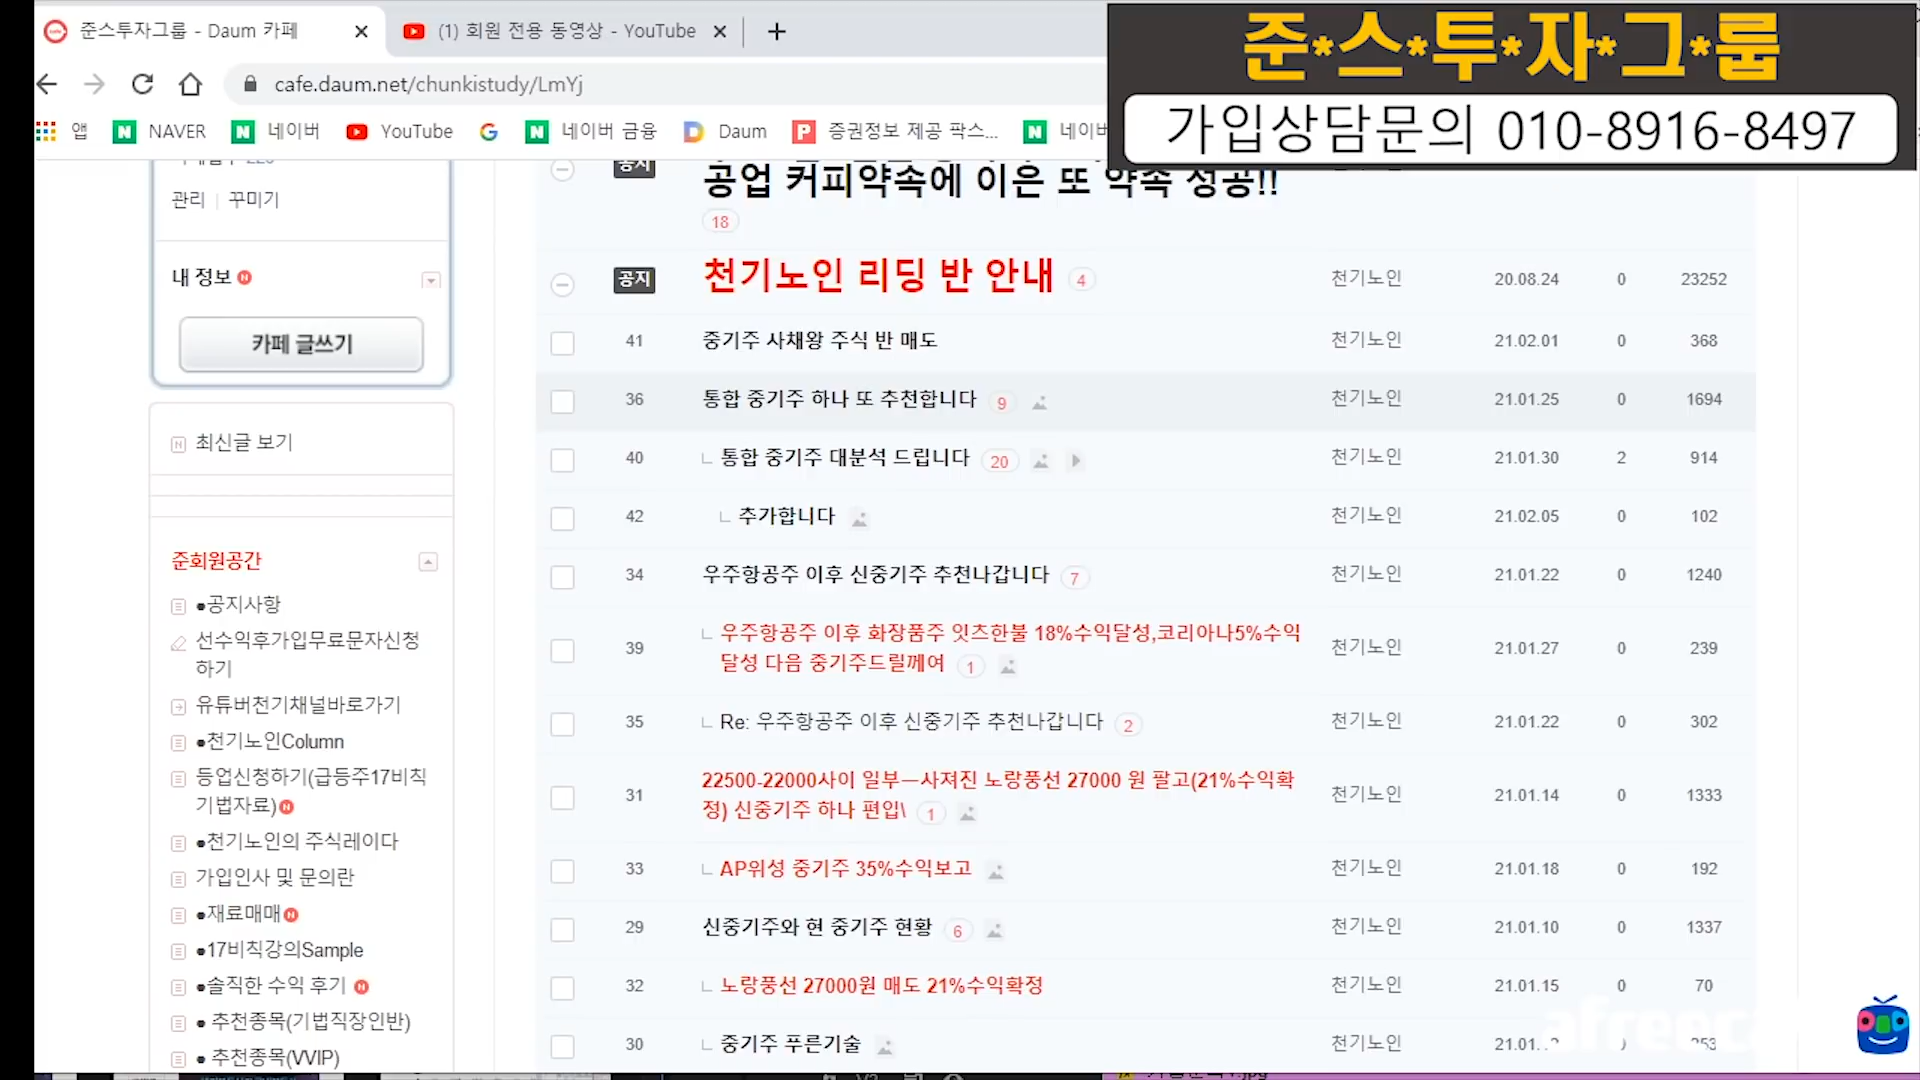 준스투자그룹 - Daum 카페
(1) 회원 전용 동영상 - YouTube
준*스*투*자*그*룹
가입상담문의 010-8916-8497
cafe.daum.net/chunkistudy/LmYj
앱 NAVER 네이버 YouTube 네이버 금융 Daum 증권정보 제공 팍스...
관리 | 꾸미기
내 정보
카페 글쓰기
최신글 보기
준회원공간
●공지사항
선수익후가입무료문자신청
하기
유튜버천기채널바로가기
●천기노인Column
등업신청하기(급등주17비칙
기법자료)
●천기노인의 주식레이다
가입인사 및 문의란
●재료매매
●17비칙강의Sample
●솔직한 수익 후기
● 추천종목(기법직장인반)
● 추천종목(VVIP)
공지
공업 커피약속에 이은 또 약속 성공!!
18
공지 천기노인 리딩 반 안내 4 천기노인 20.08.24 0 23252
41 중기주 사채왕 주식 반 매도 천기노인 21.02.01 0 368
36 통합 중기주 하나 또 추천합니다 9 천기노인 21.01.25 0 1694
40 통합 중기주 대분석 드립니다 20 천기노인 21.01.30 2 914
42 추가합니다 천기노인 21.02.05 0 102
34 우주항공주 이후 신중기주 추천나갑니다 7 천기노인 21.01.22 0 1240
39 우주항공주 이후 화장품주 잇츠한불 18%수익달성,코리아나5%수익
달성 다음 중기주드릴께여 1 천기노인 21.01.27 0 239
35 Re: 우주항공주 이후 신중기주 추천나갑니다 2 천기노인 21.01.22 0 302
31 22500-22000사이 일부ㅡ사져진 노랑풍선 27000 원 팔고(21%수익확
정) 신중기주 하나 편입\ 1 천기노인 21.01.14 0 1333
33 AP위성 중기주 35%수익보고 천기노인 21.01.18 0 192
29 신중기주와 현 중기주 현황 6 천기노인 21.01.10 0 1337
32 노랑풍선 27000원 매도 21%수익확정 천기노인 21.01.15 0 70
30 중기주 푸른기술 천기노인